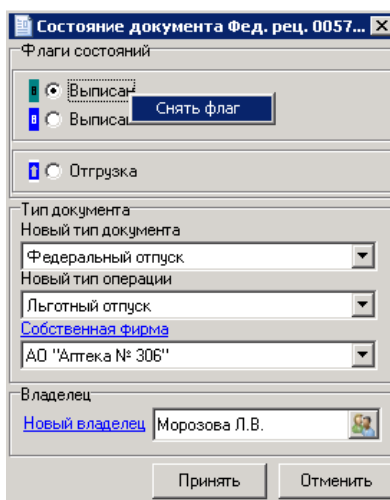 Состояние документа Фед. рец. 0057...
Флаги состояний
в Выписан
Снять флаг
в
Отгрузка
Тип документа
Новый тип документа
Федеральный отпуск
Новый тип операции
Льготный отпуск
Собственная фирма
АО "Аптека № 306"
Владелец
Новый владелец Морозова Л.В.
Принять Отменить